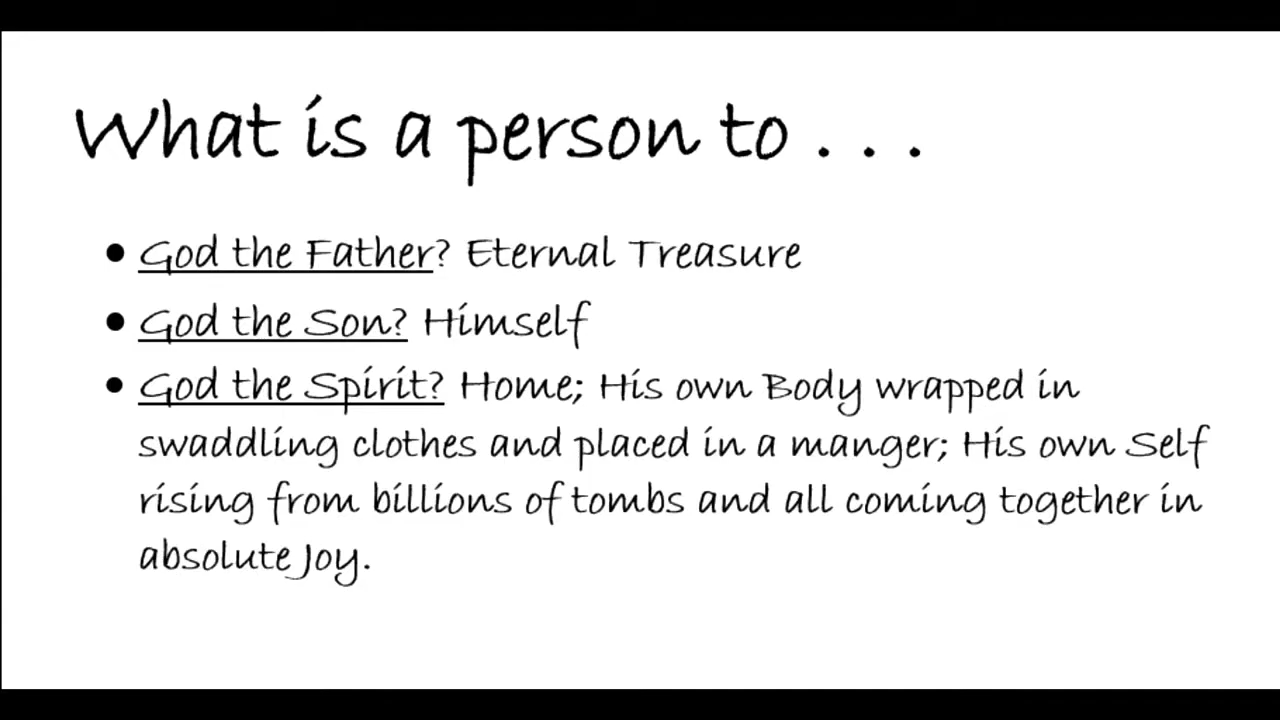 What is a person to . . .
• God the Father? Eternal Treasure
• God the Son? Himself
• God the Spirit? Home; His own Body wrapped in
swaddling clothes and placed in a manger; His own Self
rising from billions of tombs and all coming together in
absolute Joy.